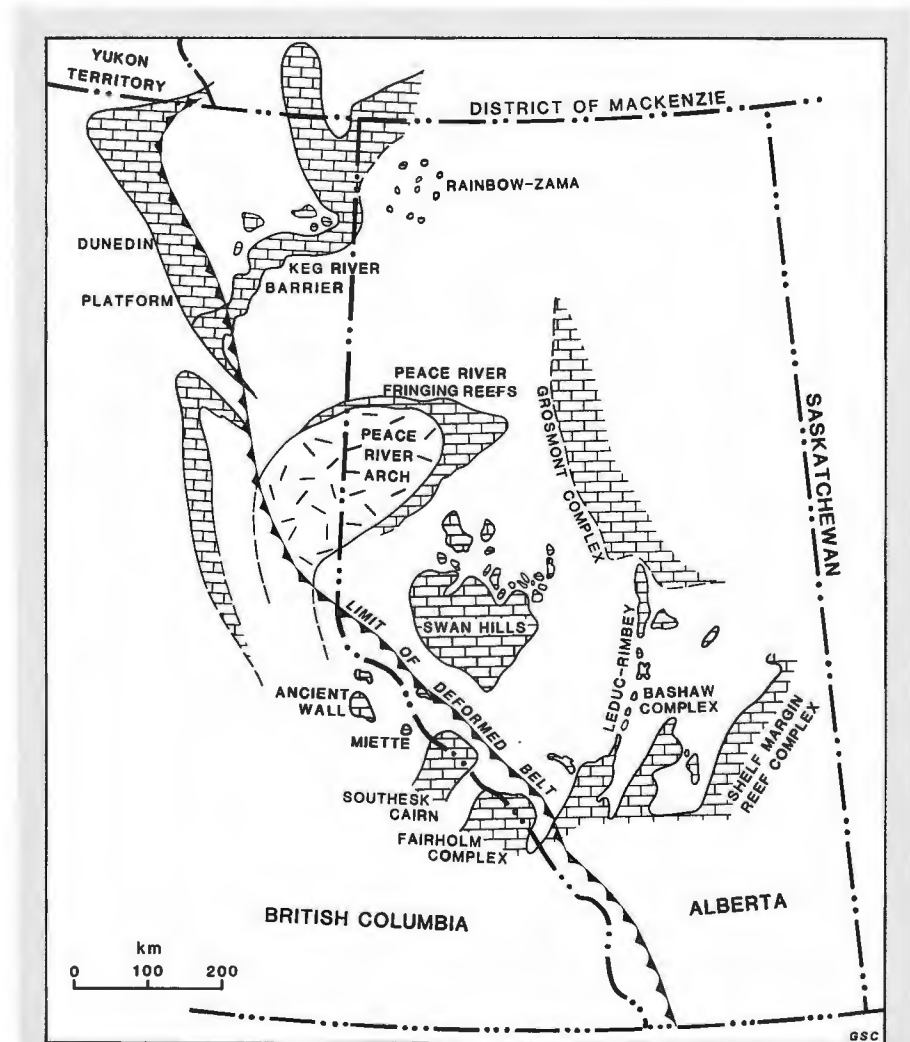 YUKON
TERRITORY
DISTRICT OF MACKENZIE
RAINBOW-ZAMA
DUNEDIN
PLATFORM
KEG RIVER
BARRIER
PEACE RIVER
FRINGING REEFS
PEACE
RIVER
ARCH
GROSMONT COMPLEX
SASKATCHEWAN
SWAN HILLS
LIMIT OF DEFORMED BELT
ANCIENT
WALL
MIETTE
LEDUC-RIMBEY
BASHAW
COMPLEX
SHELF MARGIN
REEF COMPLEX
SOUTHESK
CAIRN
FAIRHOLM
COMPLEX
BRITISH COLUMBIA
ALBERTA
km
0 100 200
GSC